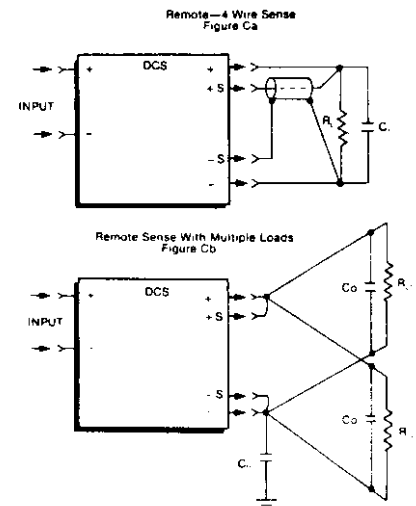 Remote—4 Wire Sense
Figure Ca
DCS
+ +
+ S
INPUT
- - S
-
Remote Sense With Multiple Loads
Figure Cb
DCS
+ +
+ S
INPUT
-
- S
-
Co
Co